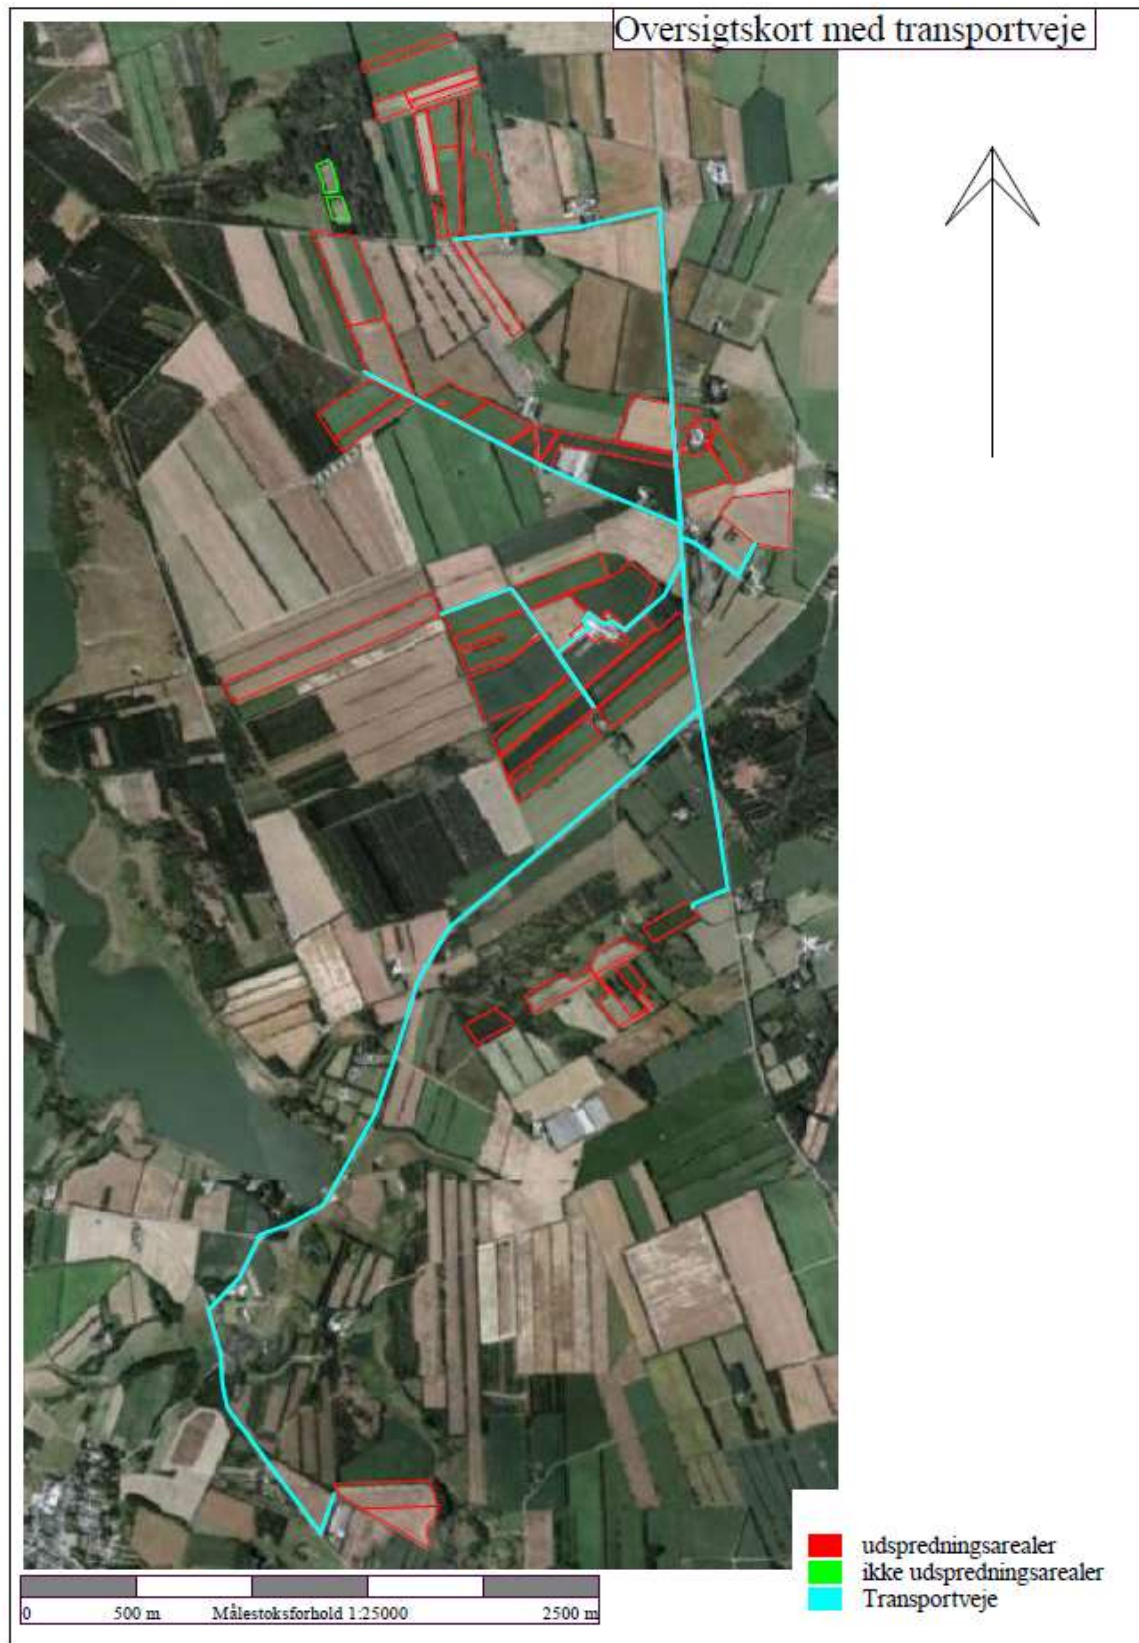 Oversigtskort med transportveje
udspredningsarealer
ikke udspredningsarealer
Transportveje
0 500 m Målestoksforhold 1:25000 2500 m